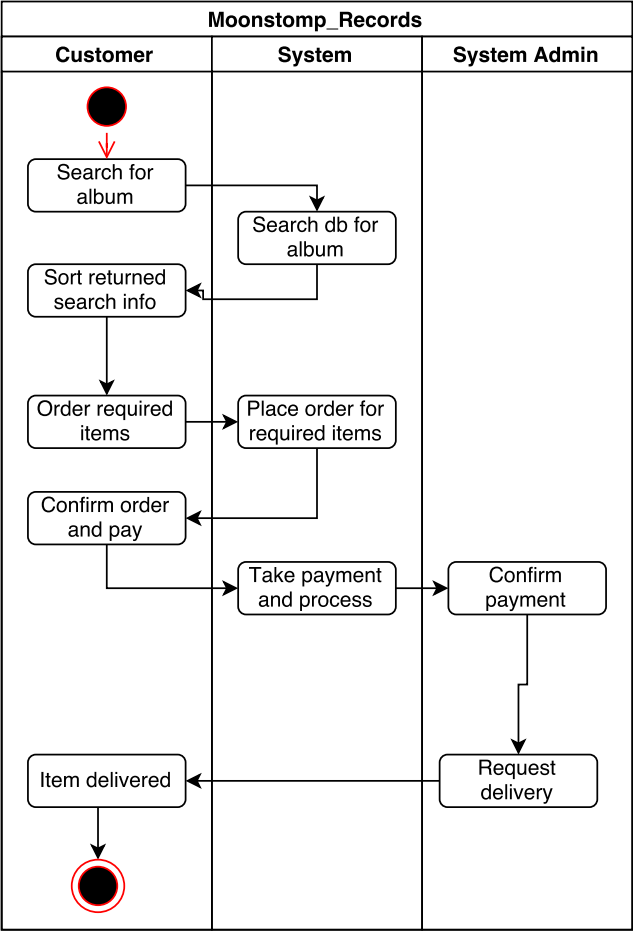 Moonstomp_Records
Customer
System
System Admin
Search for
album
Search db for
album
Sort returned
search info
Order required
items
Place order for
required items
Confirm order
and pay
Take payment
and process
Confirm
payment
Item delivered
Request
delivery